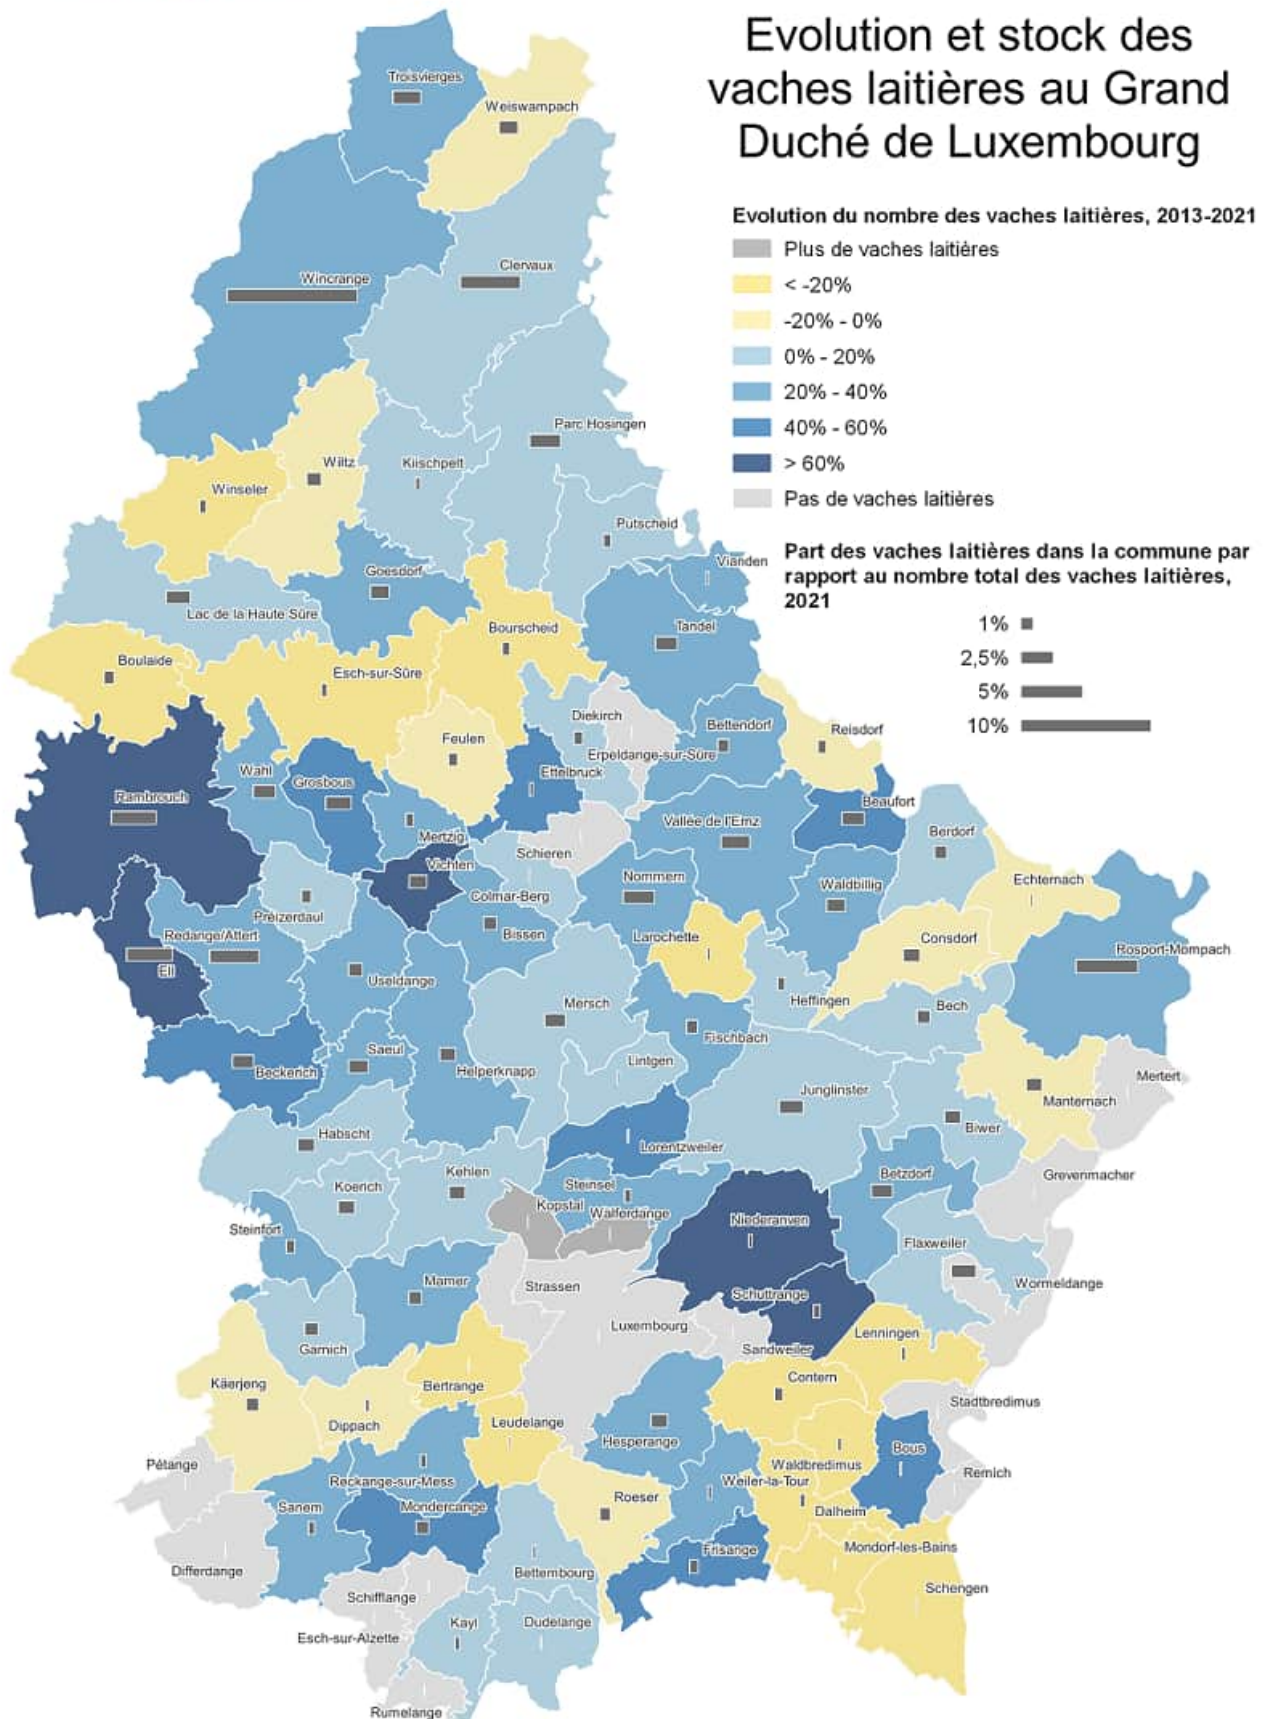 Evolution et stock des
vaches laitières au Grand
Duché de Luxembourg
Evolution du nombre des vaches laitières, 2013-2021
Plus de vaches laitières
< -20%
-20% - 0%
0% - 20%
20% - 40%
40% - 60%
> 60%
Pas de vaches laitières
Part des vaches laitières dans la commune par
rapport au nombre total des vaches laitières,
2021
1%
2,5%
5%
10%
Troisvierges
Weiswampach
Clervaux
Wincrange
Parc Hosingen
Wiltz
Kiischpelt
Winseler
Putscheid
Vianden
Goesdorf
Lac de la Haute Sûre
Tandel
Bourscheid
Boulaide
Esch-sur-Sûre
Diekirch
Bettendorf
Reisdorf
Feulen
Erpeldange-sur-Sûre
Wahl
Ettelbruck
Grosbous
Rambrouch
Beaufort
Vallée de l'Ernz
Berdorf
Mertzig
Schieren
Vichten
Nommern
Echternach
Waldbillig
Colmar-Berg
Préizerdaul
Redange/Attert
Bissen
Larochette
Consdorf
Rosport-Mompach
Ell
Useldange
Mersch
Heffingen
Bech
Fischbach
Saeul
Lintgen
Beckerich
Helperknapp
Mertert
Junglinster
Manternach
Habscht
Biwer
Lorentzweiler
Kehlen
Betzdorf
Grevenmacher
Koerich
Steinsel
Kopstal
Walferdange
Niederanven
Steinfort
Flaxweiler
Mamer
Strassen
Wormeldange
Schuttrange
Luxembourg
Lenningen
Garnich
Sandweiler
Contern
Käerjeng
Bertrange
Stadtbredimus
Dippach
Leudelange
Hesperange
Bous
Pétange
Waldbredimus
Remich
Reckange-sur-Mess
Weiler-la-Tour
Roeser
Sanem
Mondercange
Dalheim
Frisange
Mondorf-les-Bains
Differdange
Bettembourg
Schengen
Schifflange
Kayl
Dudelange
Esch-sur-Alzette
Rumelange